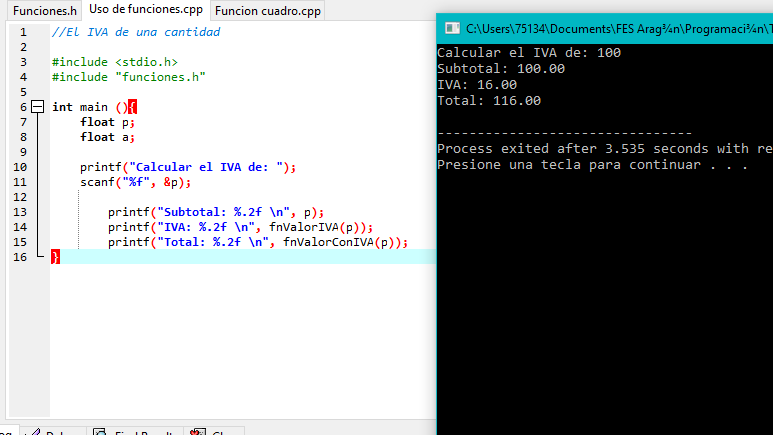 Funciones.h Uso de funciones.cpp Funcion cuadro.cpp
1 //El IVA de una cantidad
2
3 #include <stdio.h>
4 #include "funciones.h"
5
6 int main (){
7 float p;
8 float a;
9
10 printf("Calcular el IVA de: ");
11 scanf("%f", &p);
12
13 printf("Subtotal: %.2f \n", p);
14 printf("IVA: %.2f \n", fnValorIVA(p));
15 printf("Total: %.2f \n", fnValorConIVA(p));
16 }
C:\Users\75134\Documents\FES Arag¾n\Programaci¾n\T
Calcular el IVA de: 100
Subtotal: 100.00
IVA: 16.00
Total: 116.00
--------------------------------
Process exited after 3.535 seconds with re
Presione una tecla para continuar . . .